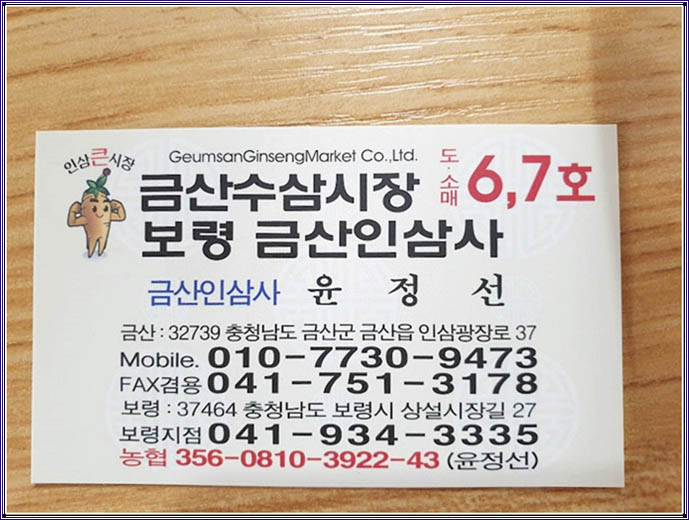 인삼큰시장
GeumsanGinsengMarket Co.,Ltd.
금산수삼시장 도·소매 6,7호
보령 금산인삼사
금산인삼사 윤 정 선
금산 : 32739 충청남도 금산군 금산읍 인삼광장로 37
Mobile. 010-7730-9473
FAX겸용 041-751-3178
보령 : 37464 충청남도 보령시 상설시장길 27
보령지점 041-934-3335
농협 356-0810-3922-43 (윤정선)